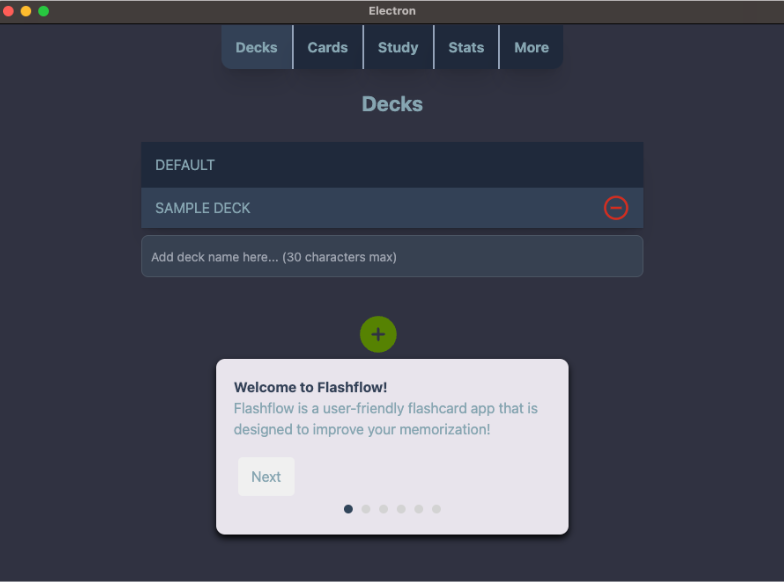 Electron
Decks Cards Study Stats More
Decks
DEFAULT
SAMPLE DECK
Add deck name here... (30 characters max)
Welcome to Flashflow!
Flashflow is a user-friendly flashcard app that is
designed to improve your memorization!
Next